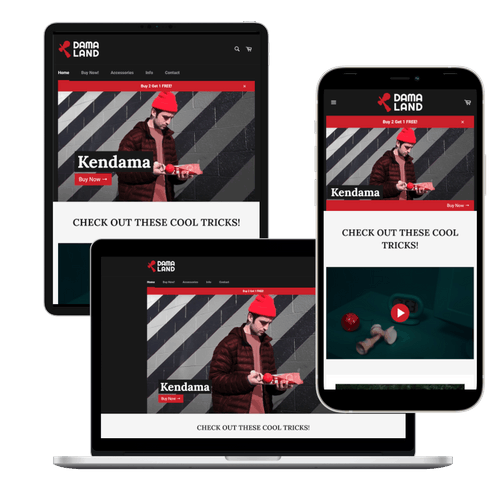 DAMA
LAND
Home Buy Now! Accessories Info Contact
Buy 2 Get 1 FREE! ×
Kendama
Buy Now →
CHECK OUT THESE COOL TRICKS!
DAMA
LAND
Buy 2 Get 1 FREE! ×
Kendama
Buy Now →
CHECK OUT THESE COOL
TRICKS!
DAMA
LAND
Home Buy Now! Accessories Info Contact
Buy 2 Get 1 FREE!
Kendama
Buy Now →
CHECK OUT THESE COOL TRICKS!